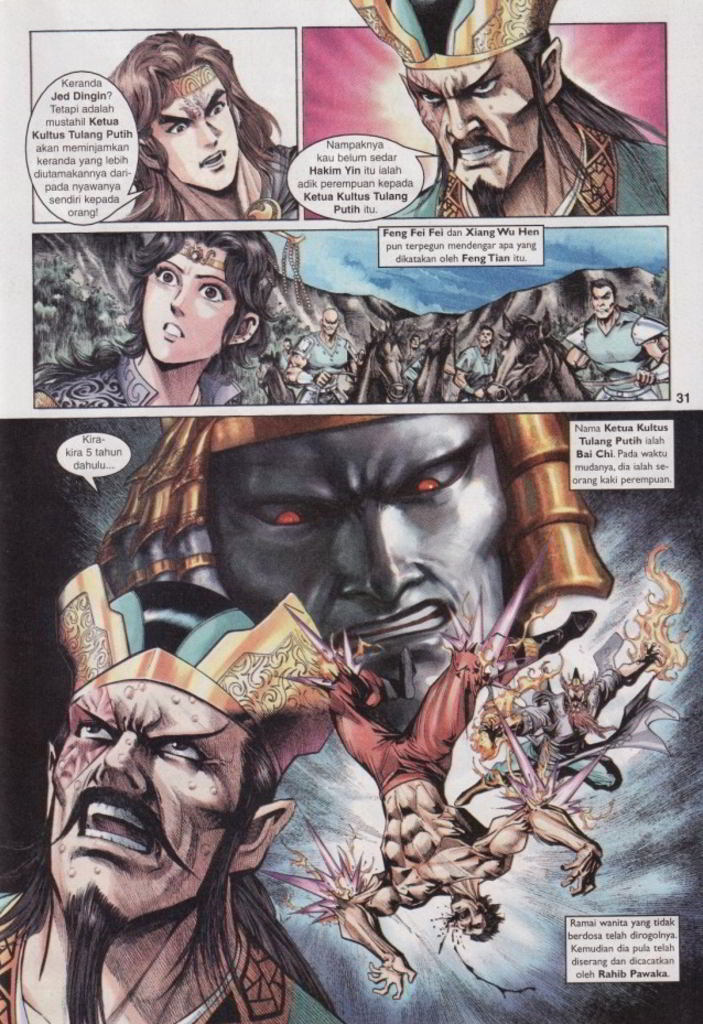 Keranda
Jed Dingin?
Tetapi adalah
mustahil Ketua
Kultus Tulang Putih
akan meminjamkan
keranda yang lebih
diutamakannya dari-
pada nyawanya
sendiri kepada
orang!
Nampaknya
kau belum sedar
Hakim Yin itu ialah
adik perempuan kepada
Ketua Kultus Tulang
Putih itu.
Feng Fei Fei dan Xiang Wu Hen
pun terpegun mendengar apa yang
dikatakan oleh Feng Tian itu.
31
Kira-
kira 5 tahun
dahulu...
Nama Ketua Kultus
Tulang Putih ialah
Bai Chi. Pada waktu
mudanya, dia ialah se-
orang kaki perempuan.
Ramai wanita yang tidak
berdosa telah dirogolnya.
Kemudian dia pula telah
diserang dan dicacatkan
oleh Rahib Pawaka.